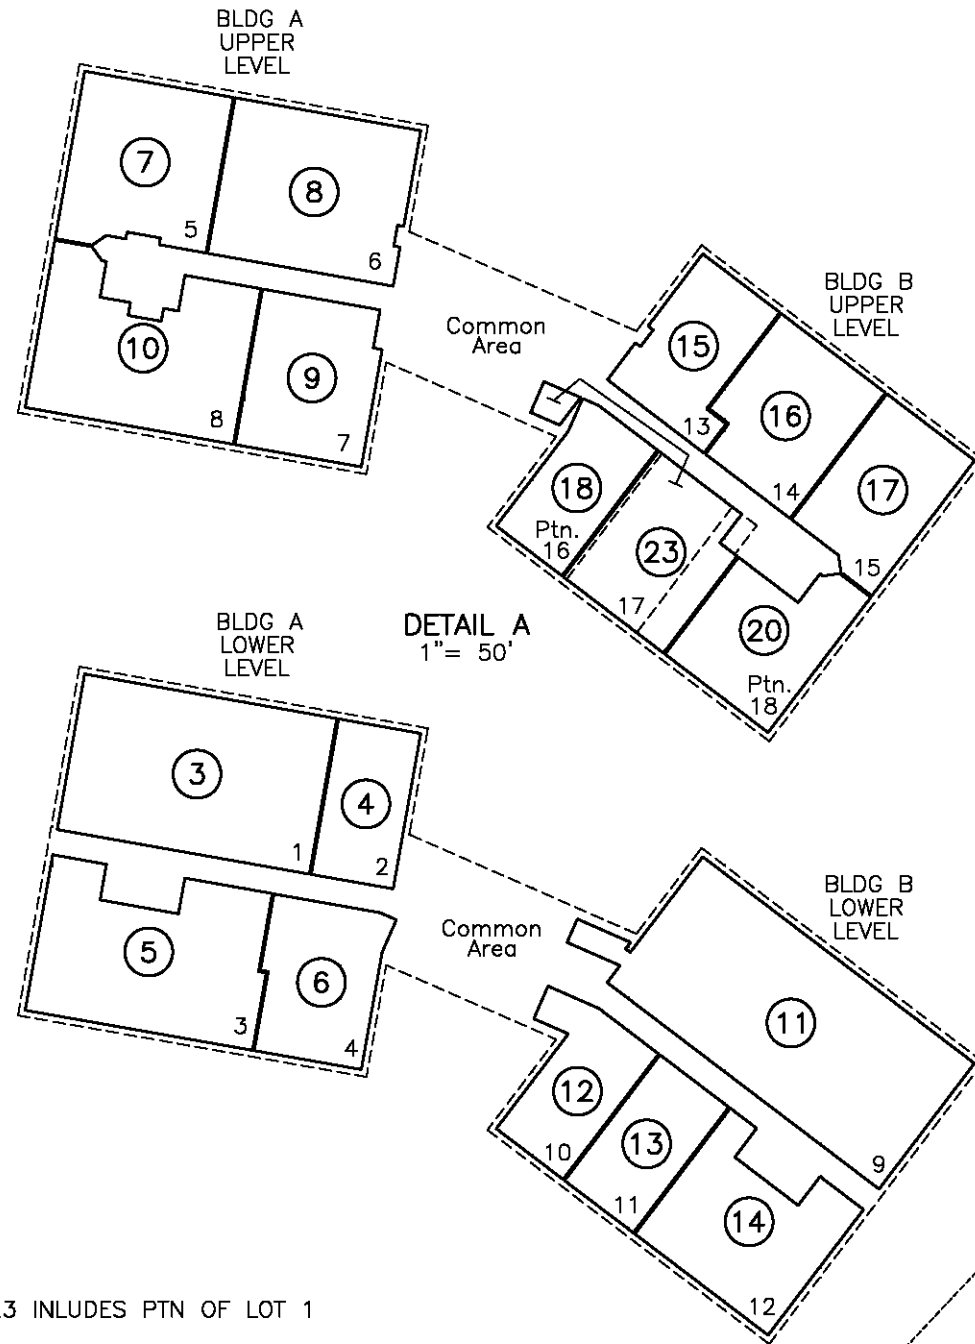 BLDG A
UPPER
LEVEL
7
8
5
6
10
9
8
7
Common
Area
BLDG B
UPPER
LEVEL
15
16
13
17
14
18
Ptn.
16
23
15
17
20
Ptn.
18
DETAIL A
1"= 50'
BLDG A
LOWER
LEVEL
3
4
1
2
5
6
3
4
Common
Area
BLDG B
LOWER
LEVEL
11
12
13
9
10
11
14
12
3 INLUDES PTN OF LOT 1